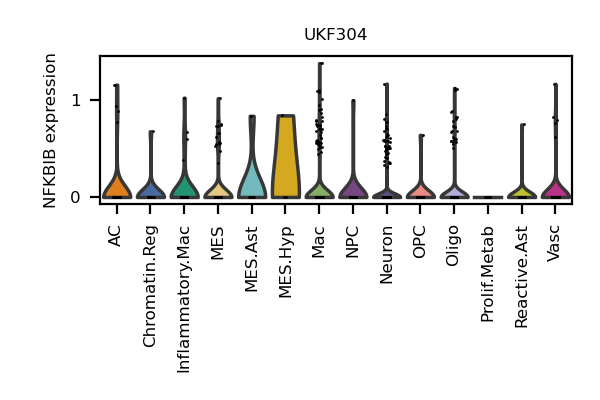 UKF304
NFKBIB expression
1
0
AC
Chromatin.Reg
Inflammatory.Mac
MES
MES.Ast
MES.Hyp
Mac
NPC
Neuron
OPC
Oligo
Prolif.Metab
Reactive.Ast
Vasc